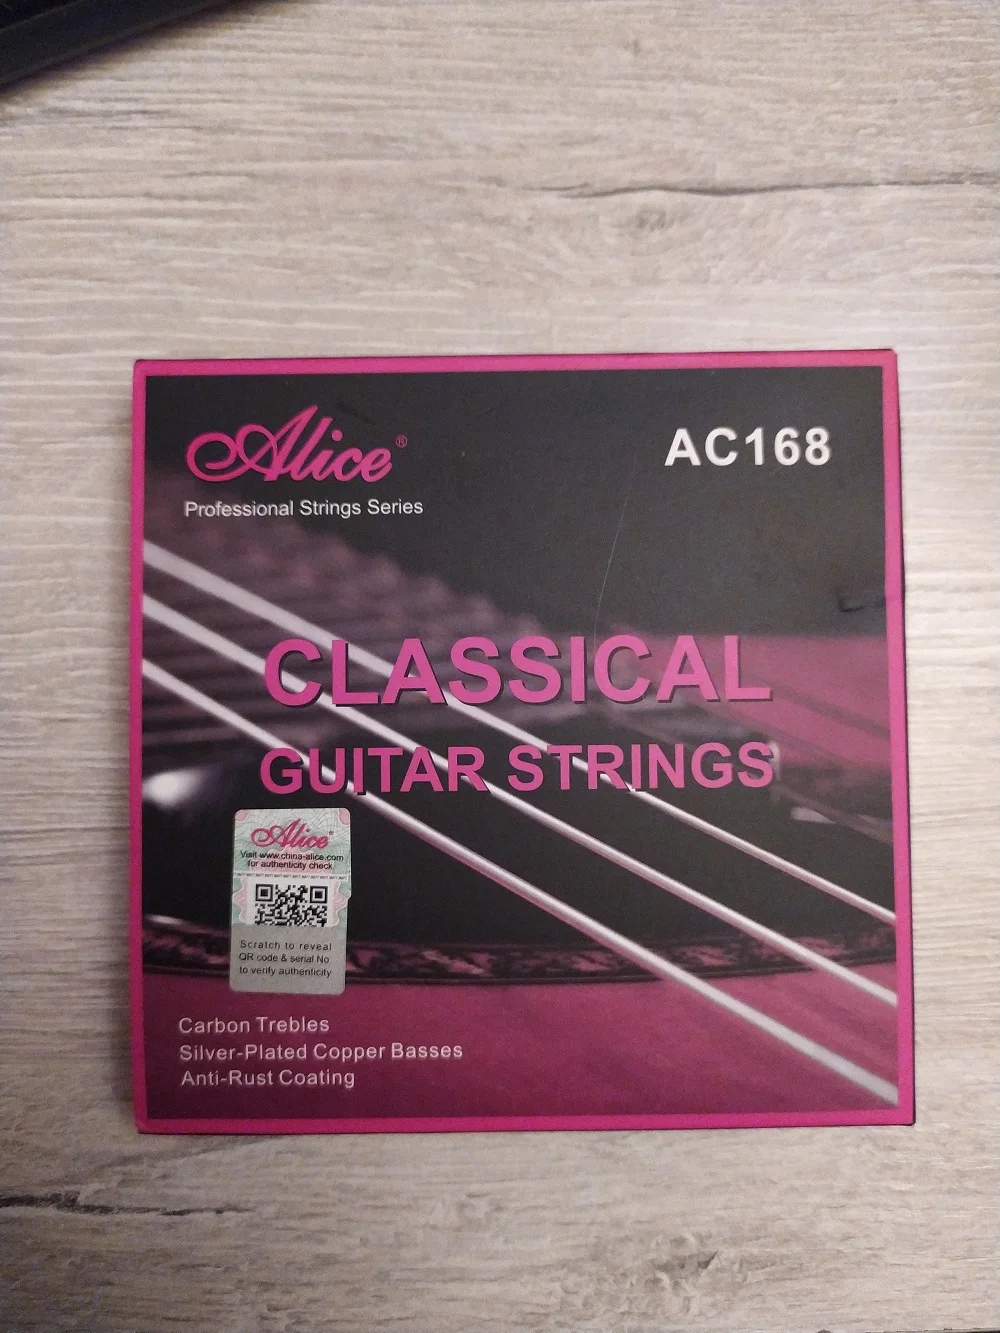 Alice®
Professional Strings Series
AC168
CLASSICAL
GUITAR STRINGS
Alice®
Visit www.china-alice.com
for authenticity check
Scratch to reveal
QR code & serial No
to verify authenticity
Carbon Trebles
Silver-Plated Copper Basses
Anti-Rust Coating